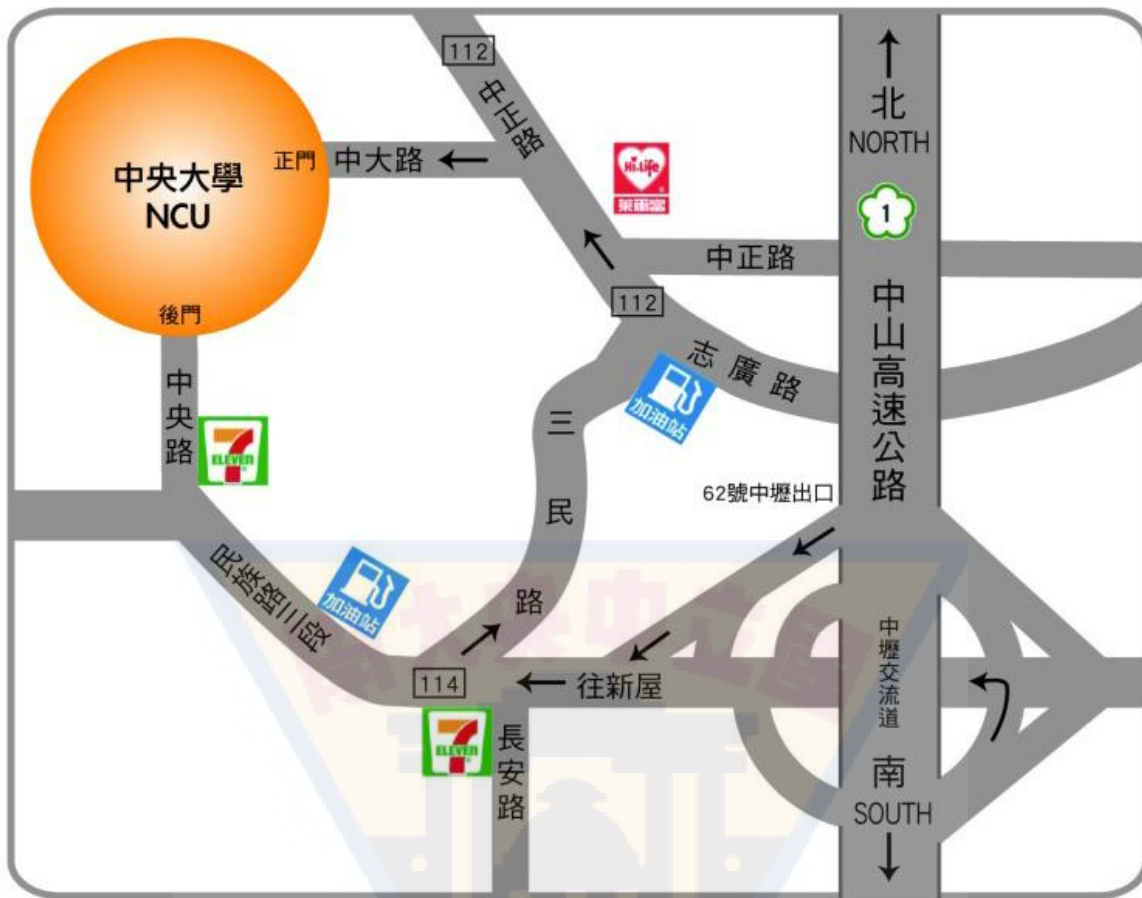 112
中正路
北
NORTH
1
中山高速公路
正門
中大路
中央大學
NCU
後門
Hi-Life
萊爾富
中正路
112
志廣路
加油站
中央路
7
ELEVEN
三民路
62號中壢出口
民族路三段
加油站
114
往新屋
中壢交流道
7
ELEVEN
長安路
南
SOUTH